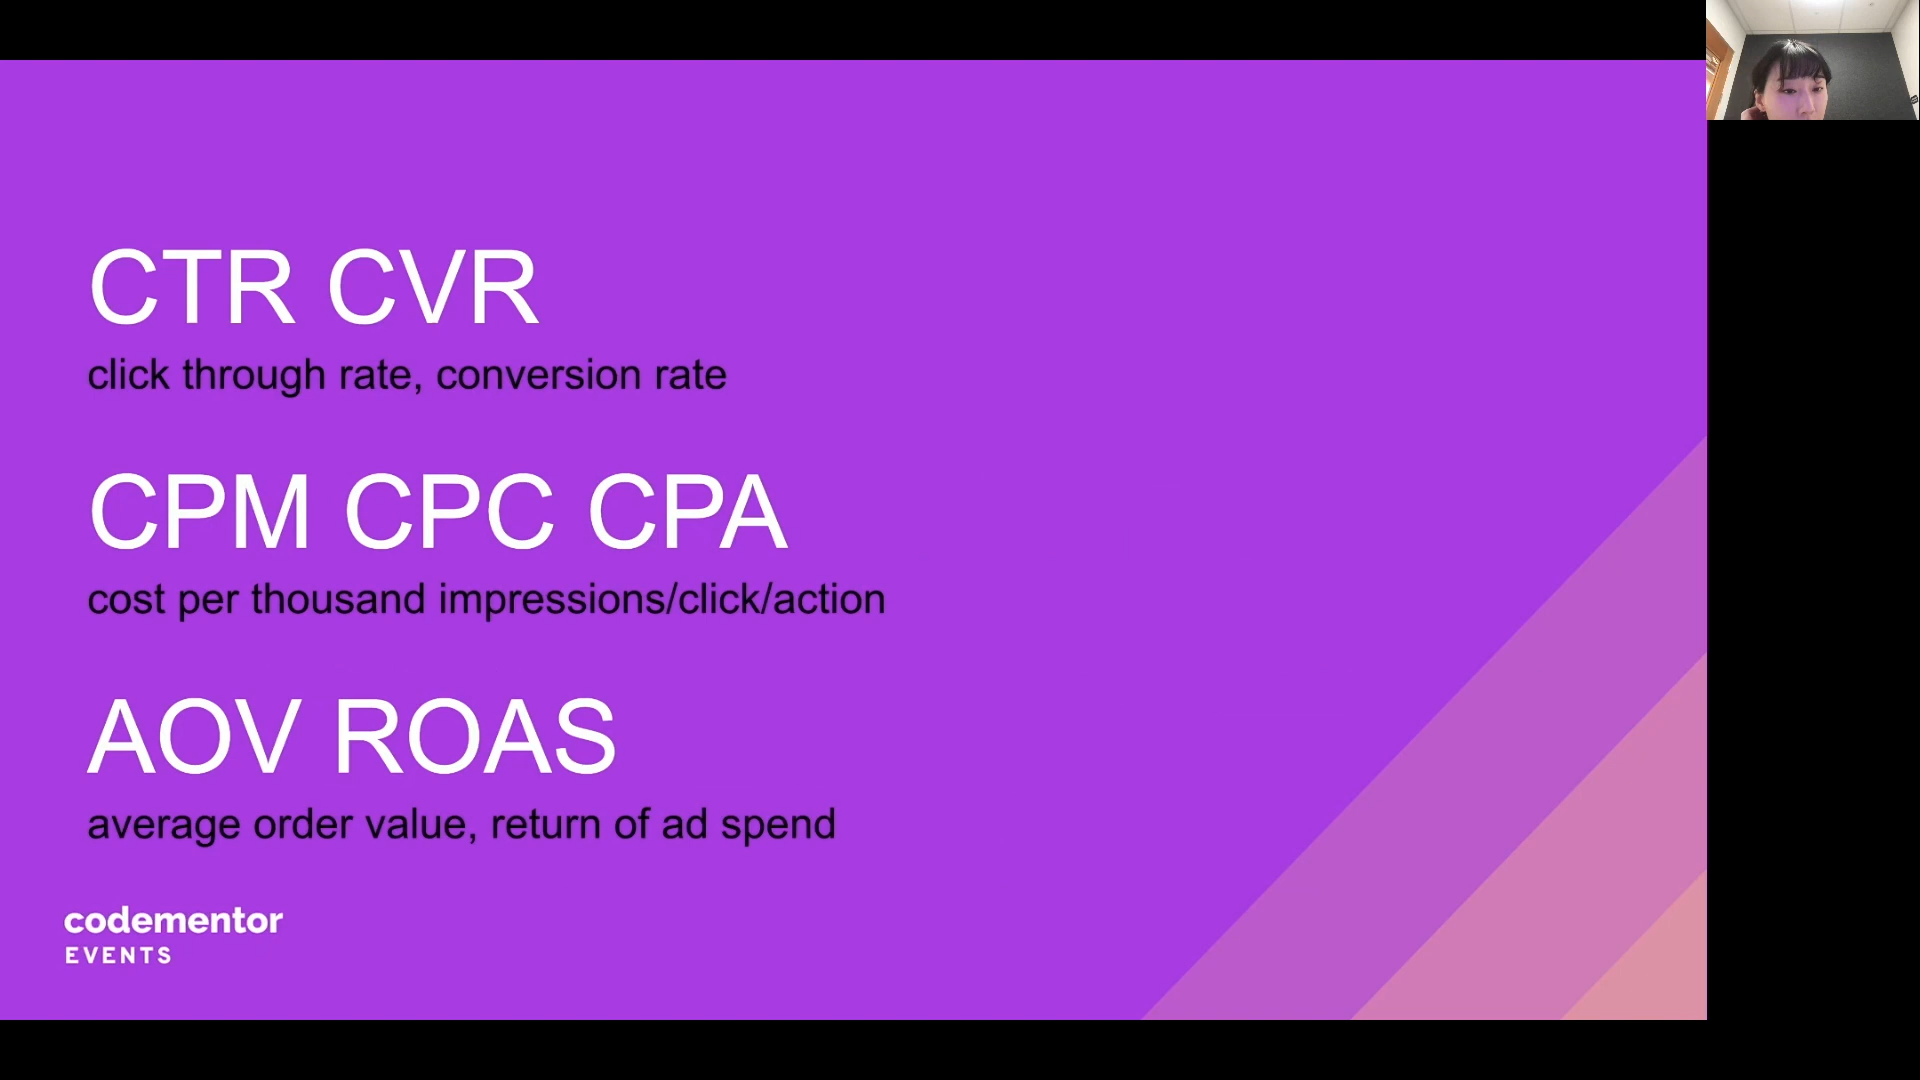 CTR CVR
click through rate, conversion rate
CPM CPC CPA
cost per thousand impressions/click/action
AOV ROAS
average order value, return of ad spend
codementor
EVENTS